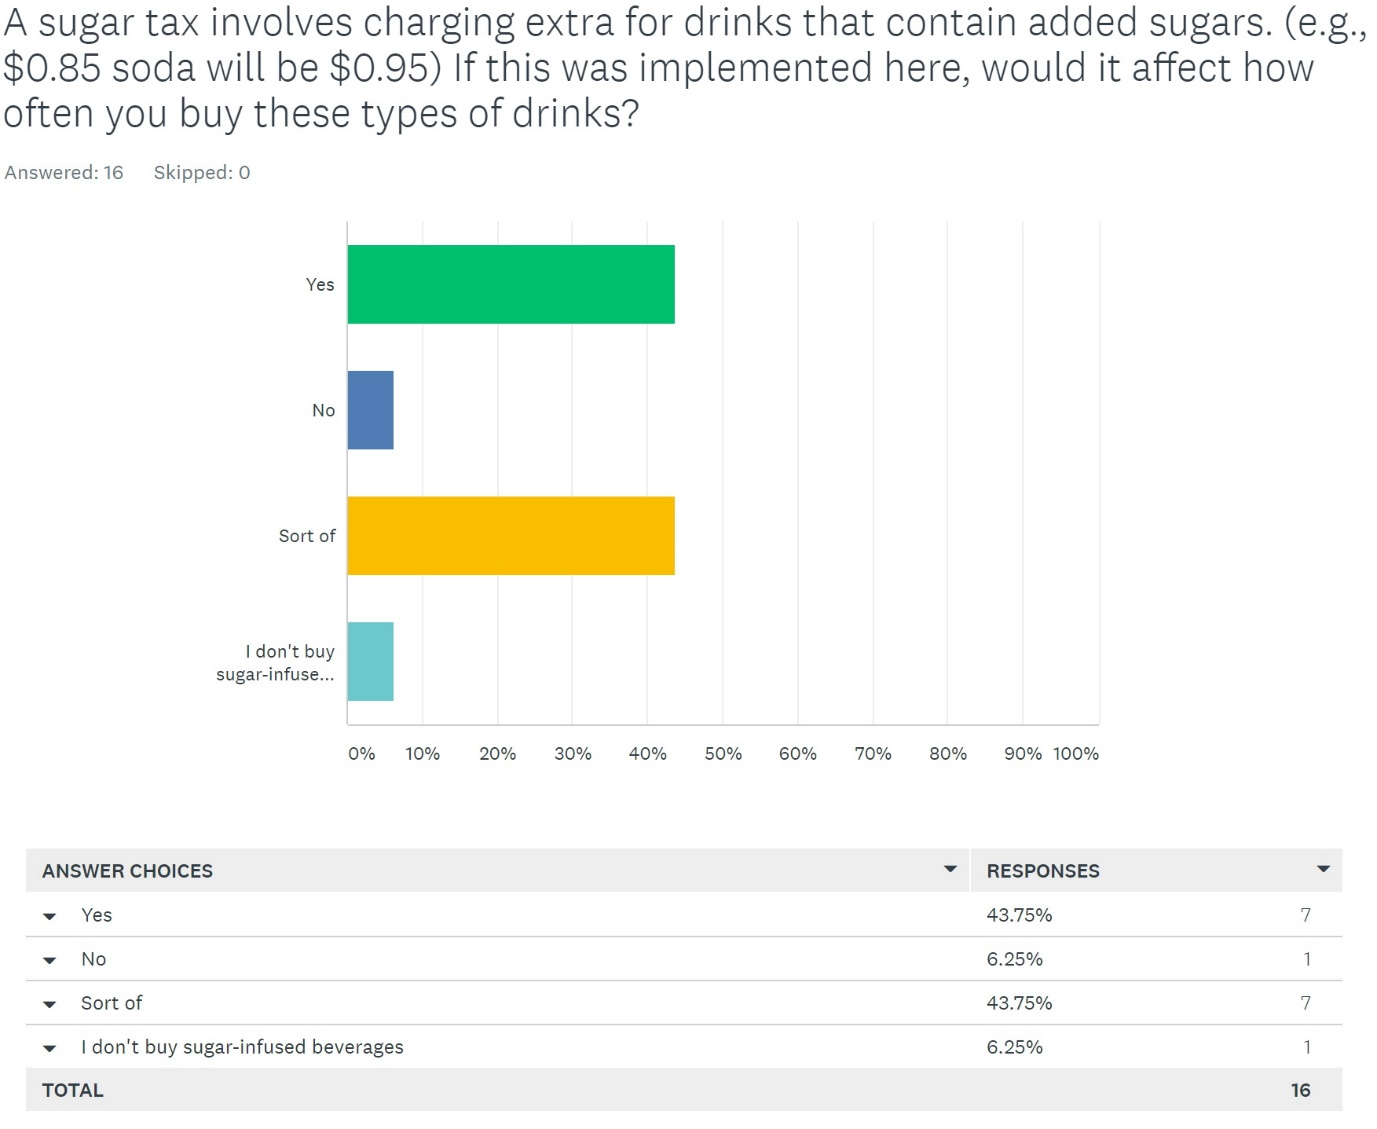 A sugar tax involves charging extra for drinks that contain added sugars. (e.g.,
$0.85 soda will be $0.95) If this was implemented here, would it affect how
often you buy these types of drinks?
Answered: 16 Skipped: 0
Yes
No
Sort of
I don't buy
sugar-infuse...
0% 10% 20% 30% 40% 50% 60% 70% 80% 90% 100%
ANSWER CHOICES RESPONSES
Yes 43.75% 7
No 6.25% 1
Sort of 43.75% 7
I don't buy sugar-infused beverages 6.25% 1
TOTAL 16